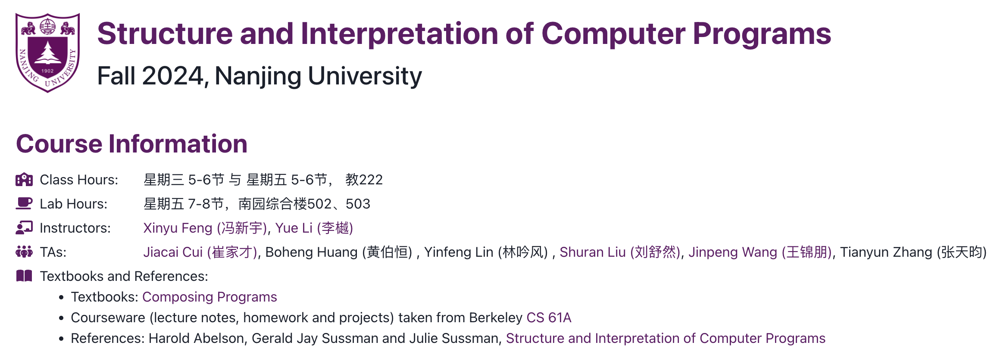 NANJING UNIVERSITY
1902
Structure and Interpretation of Computer Programs
Fall 2024, Nanjing University
Course Information
Class Hours: 星期三 5-6节 与 星期五 5-6节， 教222
Lab Hours: 星期五 7-8节，南园综合楼502、503
Instructors: Xinyu Feng (冯新宇), Yue Li (李樾)
TAs: Jiacai Cui (崔家才), Boheng Huang (黄伯恒) , Yinfeng Lin (林吟风) , Shuran Liu (刘舒然), Jinpeng Wang (王锦朋), Tianyun Zhang (张天昀)
Textbooks and References:
• Textbooks: Composing Programs
• Courseware (lecture notes, homework and projects) taken from Berkeley CS 61A
• References: Harold Abelson, Gerald Jay Sussman and Julie Sussman, Structure and Interpretation of Computer Programs